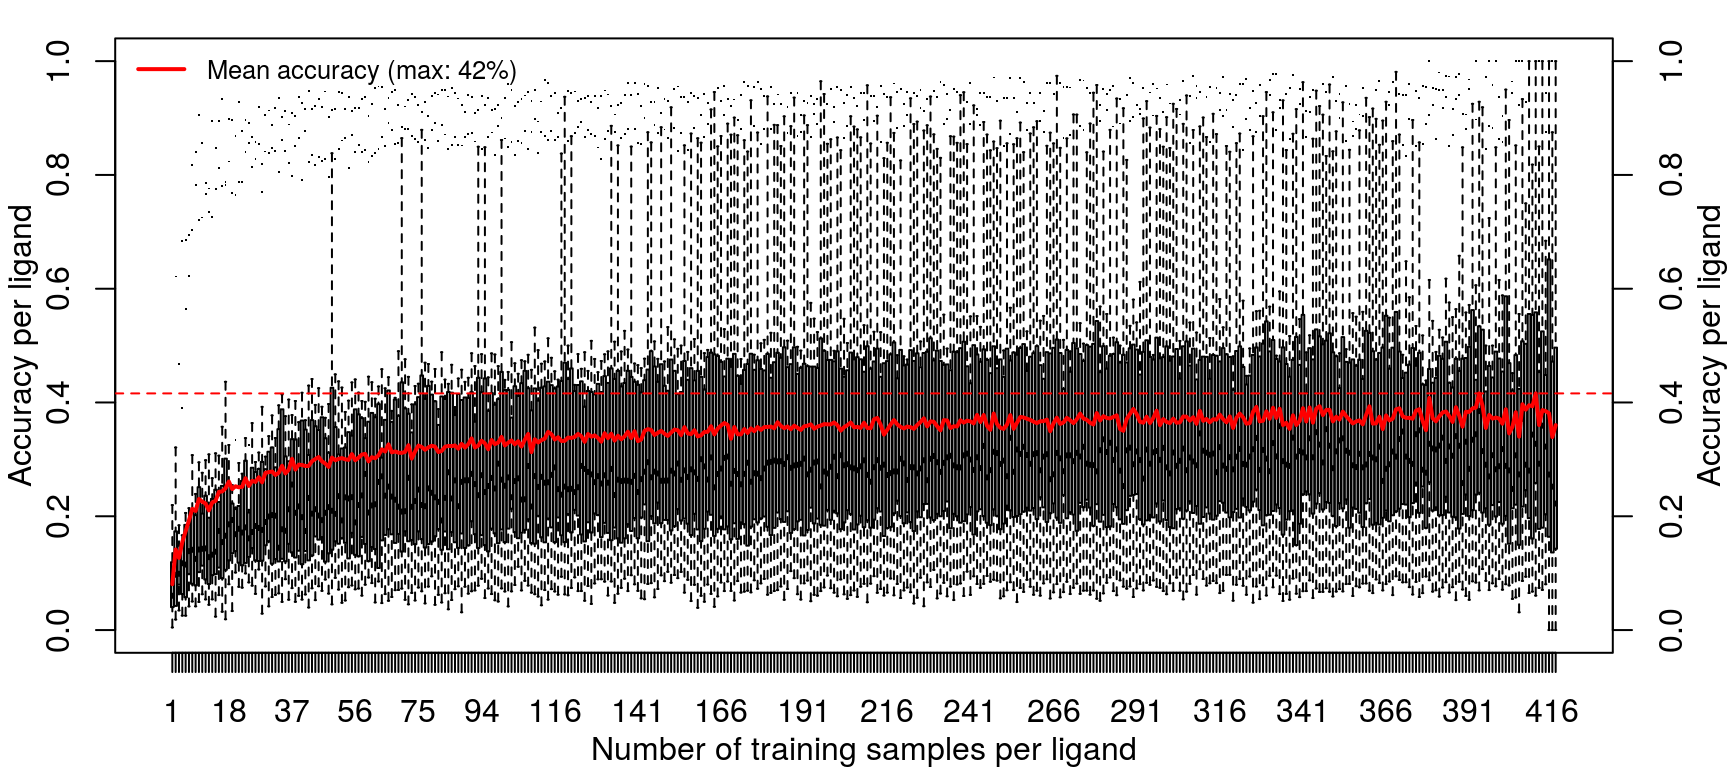 Mean accuracy (max: 42%)
Accuracy per ligand
0.0 0.2 0.4 0.6 0.8 1.0
0.0 0.2 0.4 0.6 0.8 1.0
Accuracy per ligand
1 18 37 56 75 94 116 141 166 191 216 241 266 291 316 341 366 391 416
Number of training samples per ligand